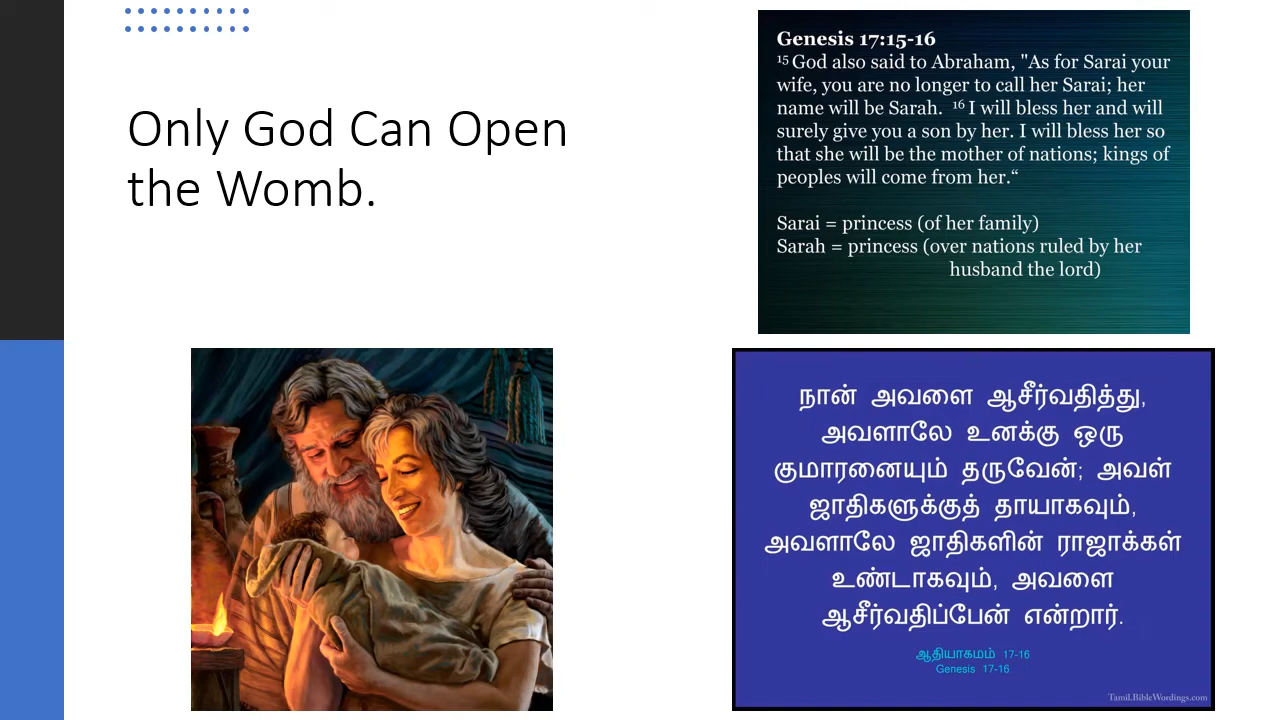 Only God Can Open
the Womb.
Genesis 17:15-16
15 God also said to Abraham, "As for Sarai your
wife, you are no longer to call her Sarai; her
name will be Sarah. 16 I will bless her and will
surely give you a son by her. I will bless her so
that she will be the mother of nations; kings of
peoples will come from her.“
Sarai = princess (of her family)
Sarah = princess (over nations ruled by her
husband the lord)
நான் அவளை ஆசீர்வதித்து,
அவளாலே உனக்கு ஒரு
குமாரனையும் தருவேன்; அவள்
ஜாதிகளுக்குத் தாயாகவும்,
அவளாலே ஜாதிகளின் ராஜாக்கள்
உண்டாகவும், அவளை
ஆசீர்வதிப்பேன் என்றார்.
ஆதியாகமம் 17-16
Genesis 17-16
Tamil.BibleWordings.com